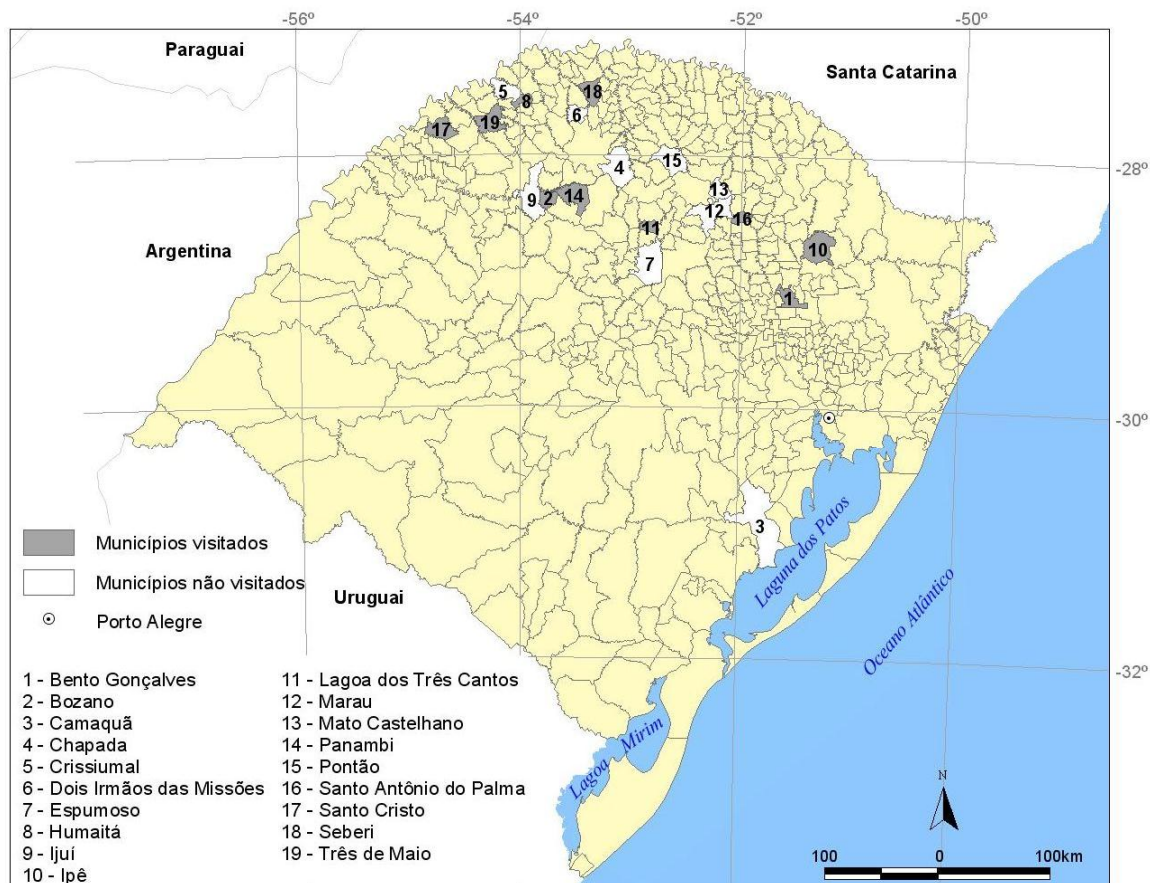 -56º -54º -52º -50º
Paraguai
Santa Catarina
5
8
18
6
17
19
4
15
-28º
9
2
14
13
12
16
11
Argentina
10
7
1
-30º
3
Laguna dos Patos
Municípios visitados
Municípios não visitados
Uruguai
Porto Alegre
Oceano Atlântico
-32º
Lagoa Mirim
1 - Bento Gonçalves
2 - Bozano
3 - Camaquã
4 - Chapada
5 - Crissiumal
6 - Dois Irmãos das Missões
7 - Espumoso
8 - Humaitá
9 - Ijuí
10 - Ipê
11 - Lagoa dos Três Cantos
12 - Marau
13 - Mato Castelhano
14 - Panambi
15 - Pontão
16 - Santo Antônio do Palma
17 - Santo Cristo
18 - Seberi
19 - Três de Maio
N
100 0 100km